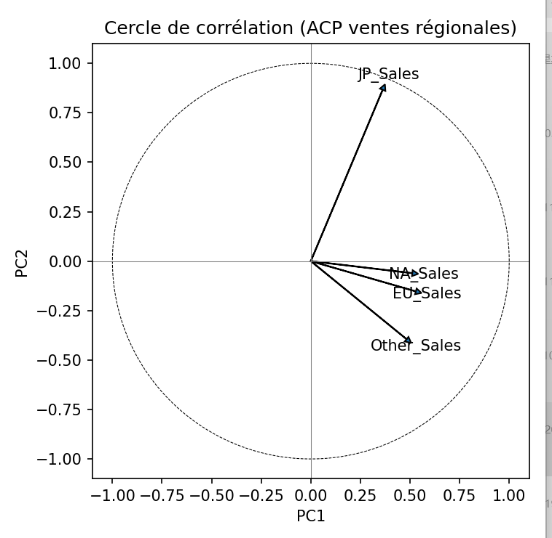 Cercle de corrélation (ACP ventes régionales)
1.00
JP_Sales
0.75
0.50
0.25
PC2
0.00
NA_Sales
EU_Sales
−0.25
Other_Sales
−0.50
−0.75
−1.00
−1.00 −0.75 −0.50 −0.25 0.00 0.25 0.50 0.75 1.00
PC1